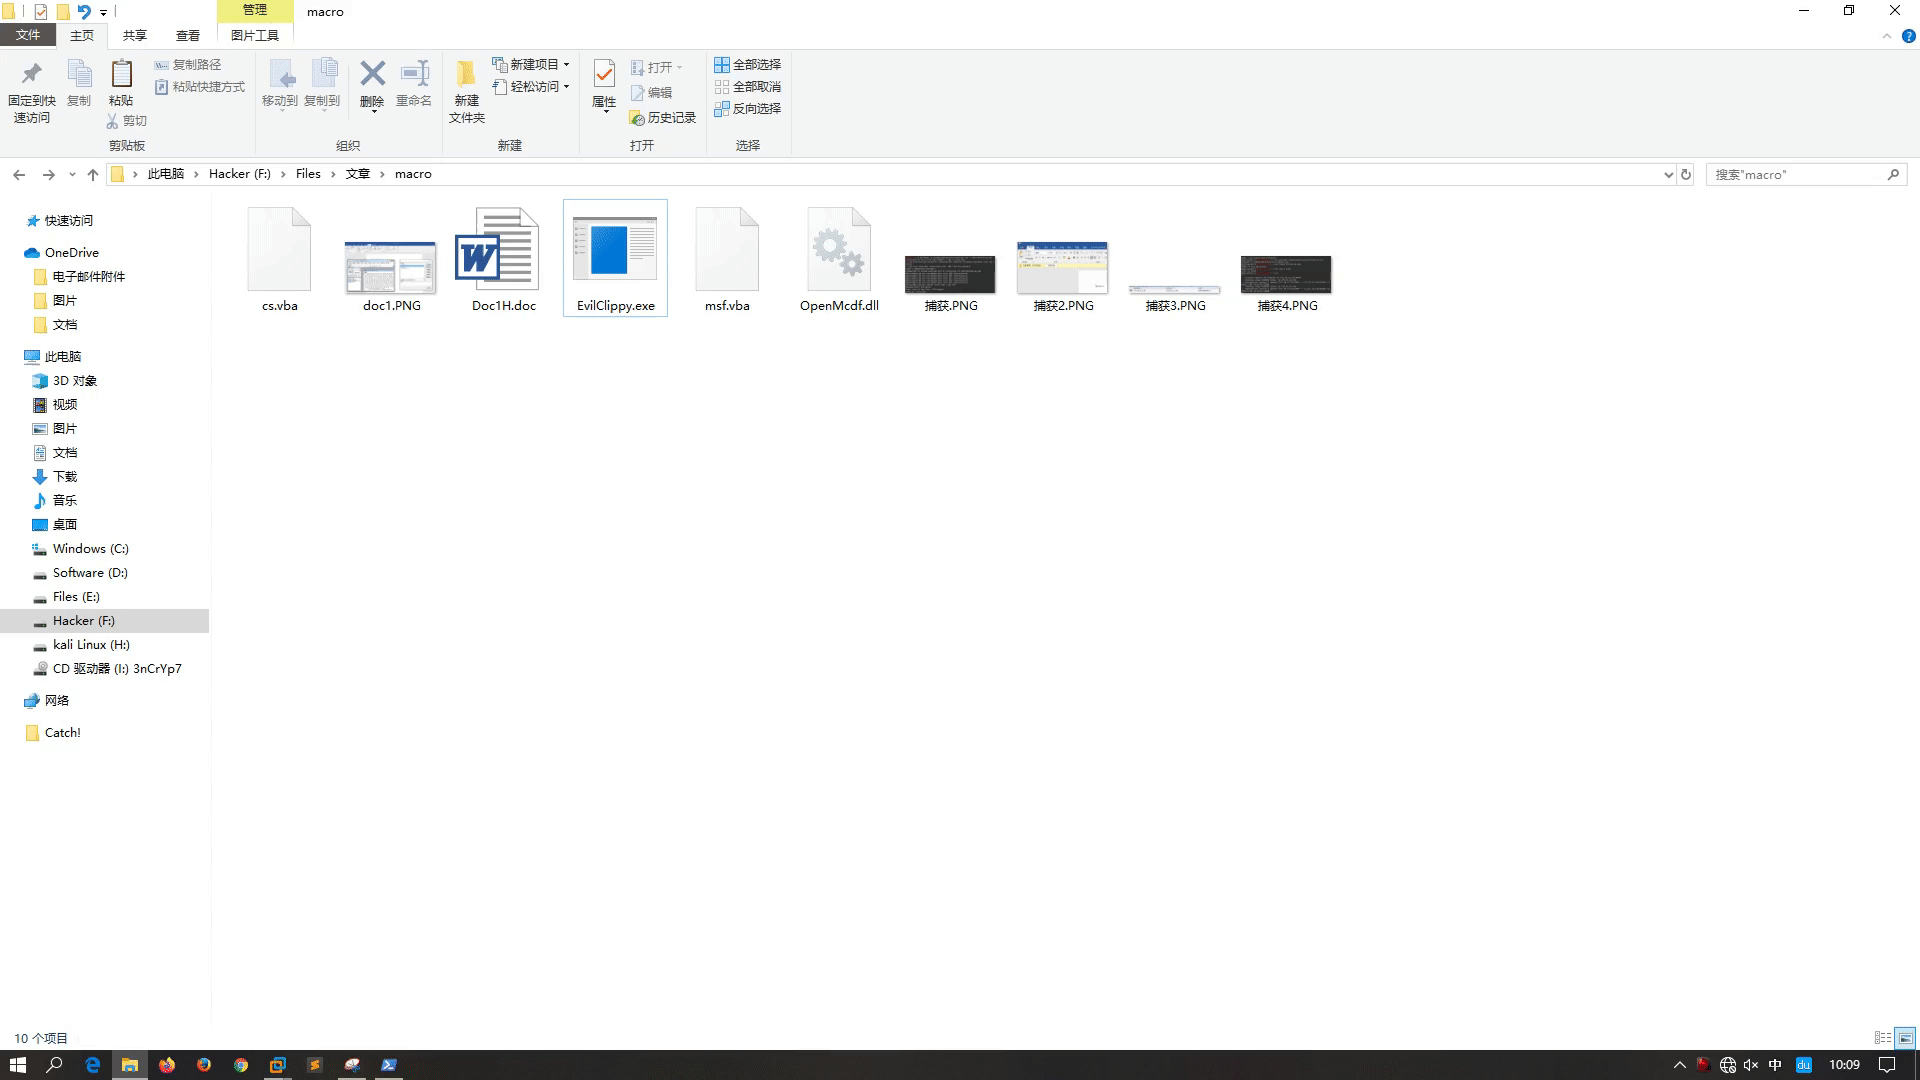 管理
macro
文件
主页
共享
查看
图片工具
固定到快速访问
复制
粘贴
复制路径
粘贴快捷方式
剪切
剪贴板
移动到
复制到
删除
重命名
组织
新建文件夹
新建项目
轻松访问
新建
属性
打开
编辑
历史记录
打开
全部选择
全部取消
反向选择
选择
此电脑 › Hacker (F:) › Files › 文章 › macro
搜索"macro"
快速访问
OneDrive
电子邮件附件
图片
文档
此电脑
3D 对象
视频
图片
文档
下载
音乐
桌面
Windows (C:)
Software (D:)
Files (E:)
Hacker (F:)
kali Linux (H:)
CD 驱动器 (I:) 3nCrYp7
网络
Catch!
cs.vba
doc1.PNG
Doc1H.doc
EvilClippy.exe
msf.vba
OpenMcdf.dll
捕获.PNG
捕获2.PNG
捕获3.PNG
捕获4.PNG
10 个项目
中
du
10:09